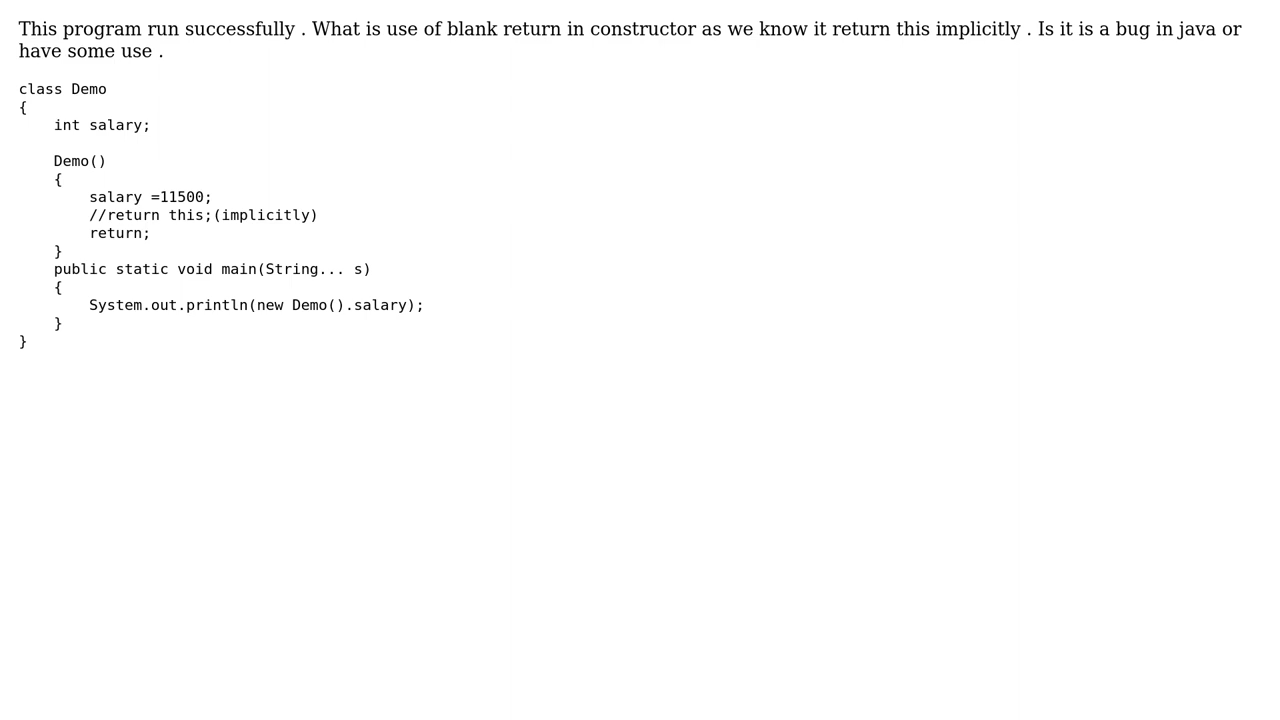 This program run successfully . What is use of blank return in constructor as we know it return this implicitly . Is it is a bug in java or
have some use .
class Demo
{
    int salary;

    Demo()
    {
        salary =11500;
        //return this;(implicitly)
        return;
    }
    public static void main(String... s)
    {
        System.out.println(new Demo().salary);
    }
}